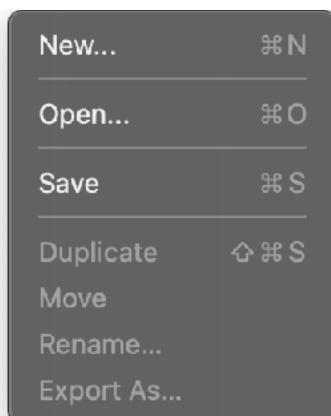 New... ⌘N
Open... ⌘O
Save ⌘S
Duplicate ⇧⌘S
Move
Rename...
Export As...